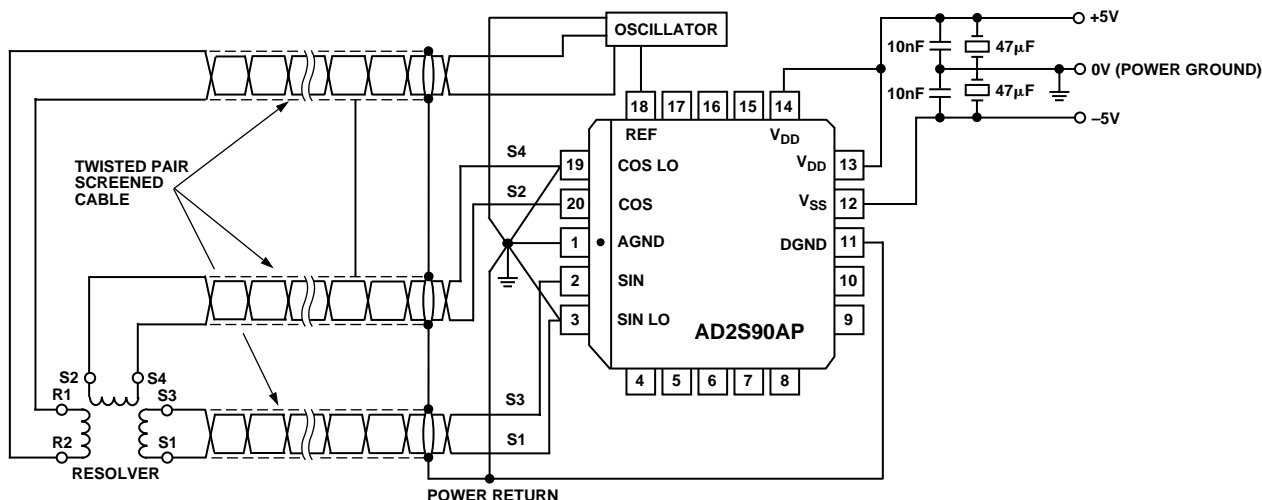 OSCILLATOR
+5V
10nF
47μF
0V (POWER GROUND)
10nF
47μF
–5V
18
17
16
15
14
REF
VDD
TWISTED PAIR
SCREENED
CABLE
S4
19
COS LO
VDD
13
S2
20
COS
VSS
12
1
AGND
DGND
11
2
SIN
10
3
SIN LO
AD2S90AP
9
4
5
6
7
8
S2
S4
R1
S3
S3
R2
S1
S1
RESOLVER
POWER RETURN